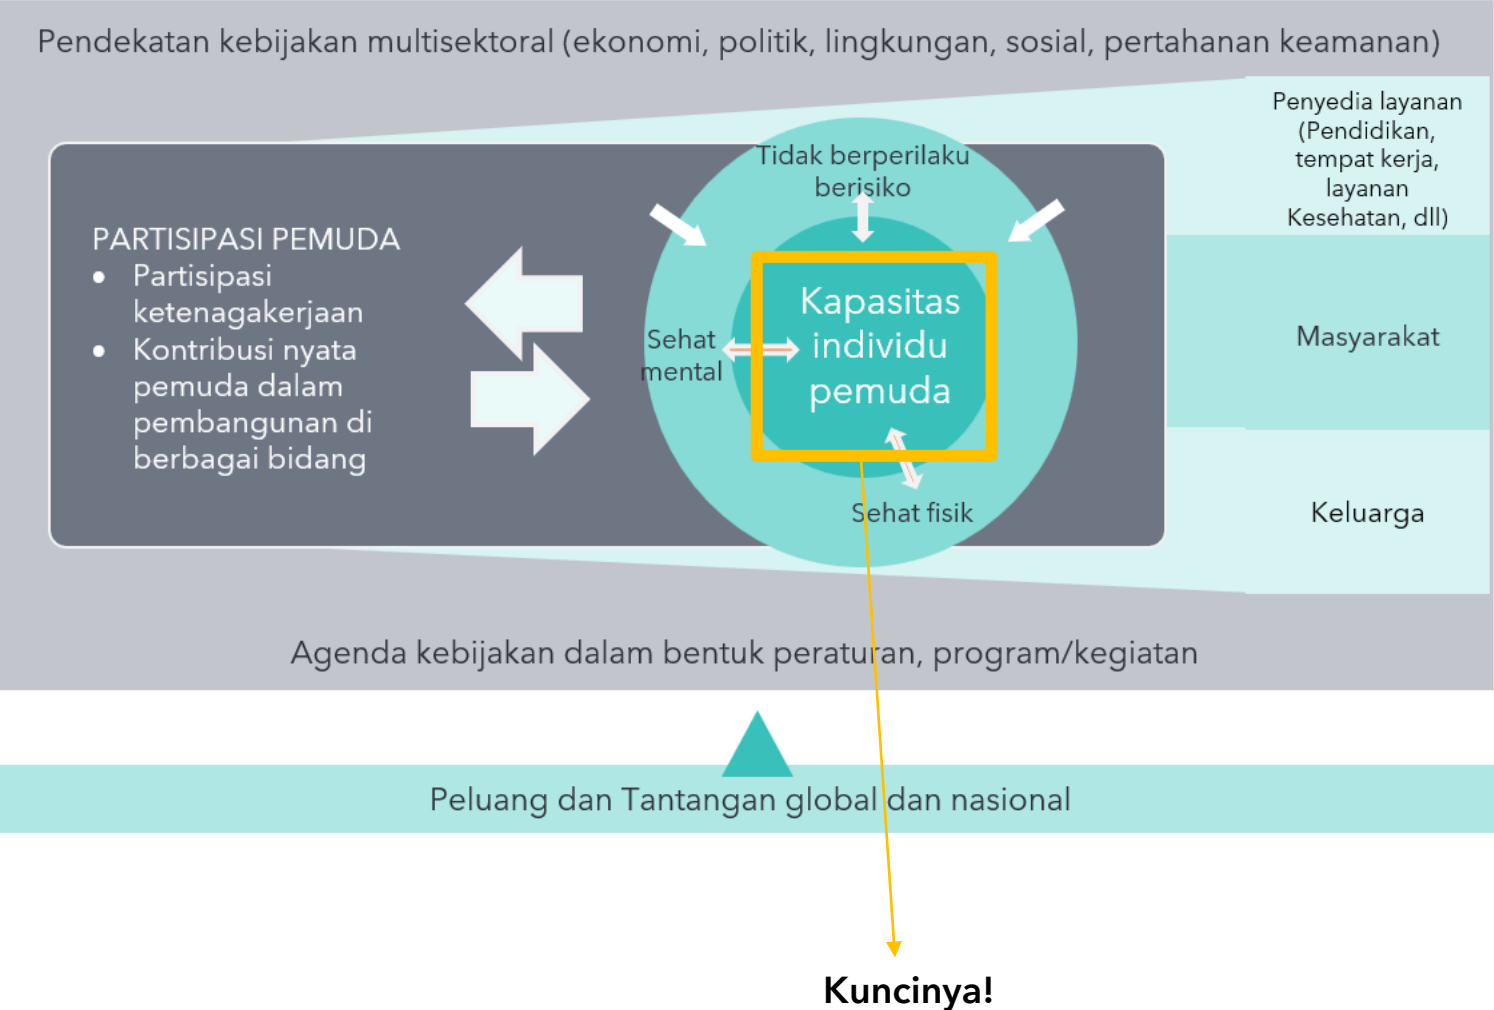 Pendekatan kebijakan multisektoral (ekonomi, politik, lingkungan, sosial, pertahanan keamanan)
PARTISIPASI PEMUDA
• Partisipasi
ketenagakerjaan
• Kontribusi nyata
pemuda dalam
pembangunan di
berbagai bidang
Tidak berperilaku
berisiko
Sehat
mental
Kapasitas
individu
pemuda
Sehat fisik
Penyedia layanan
(Pendidikan,
tempat kerja,
layanan
Kesehatan, dll)
Masyarakat
Keluarga
Agenda kebijakan dalam bentuk peraturan, program/kegiatan
Peluang dan Tantangan global dan nasional
Kuncinya!